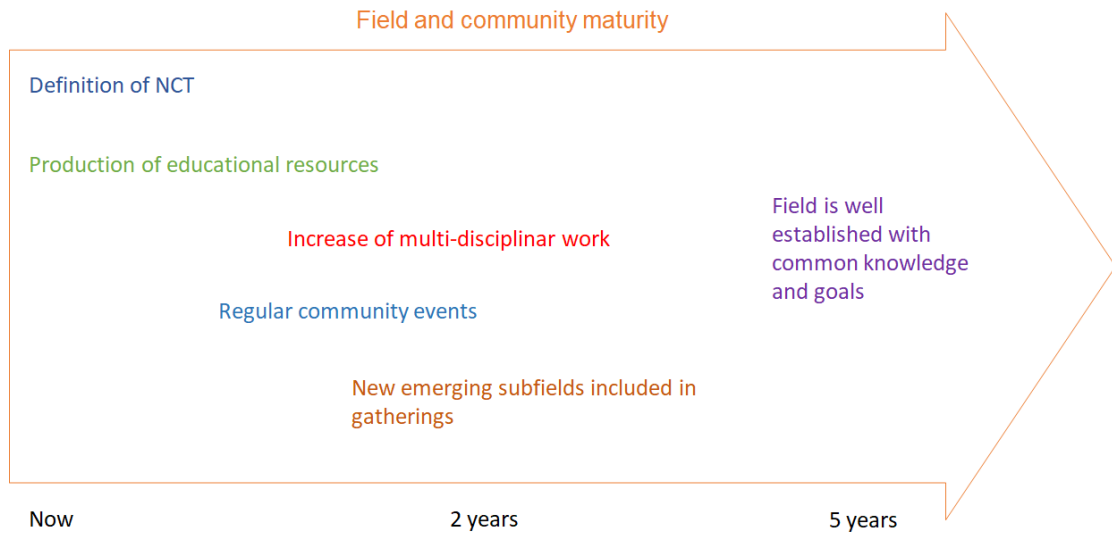 Field and community maturity
Definition of NCT
Production of educational resources
Increase of multi-disciplinar work
Regular community events
New emerging subfields included in
gatherings
Field is well
established with
common knowledge
and goals
Now
2 years
5 years